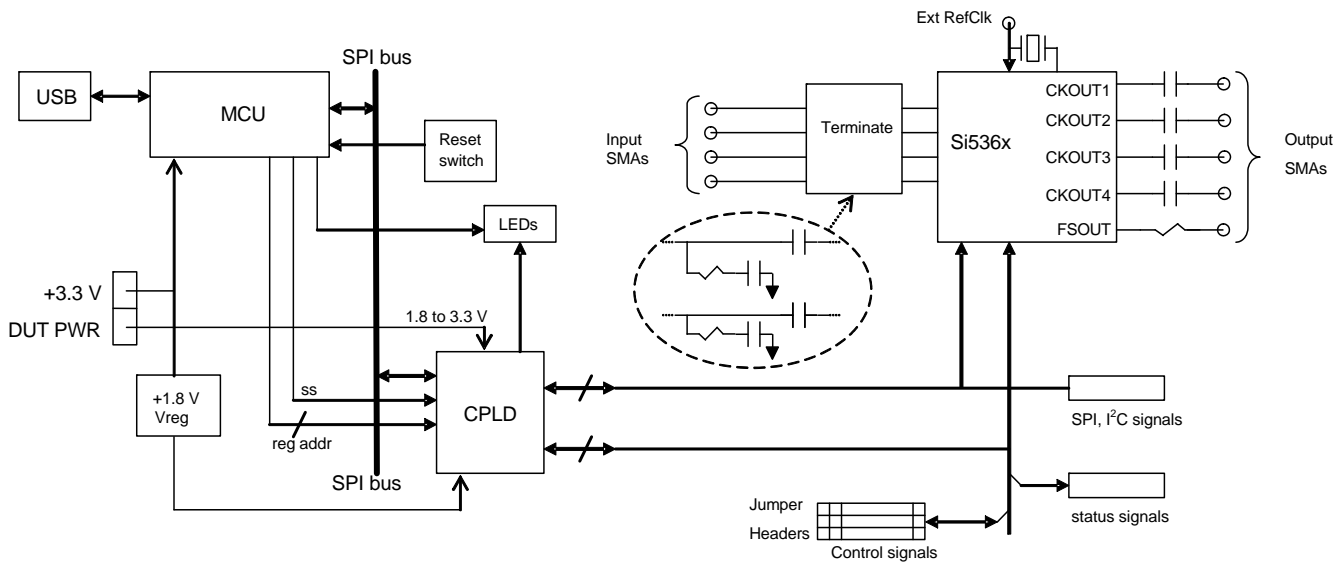 Ext RefClk
SPI bus
USB
MCU
Reset
switch
LEDs
Input
SMAs
Terminate
Si536x
CKOUT1
CKOUT2
CKOUT3
CKOUT4
FSOUT
Output
SMAs
+3.3 V
DUT PWR
1.8 to 3.3 V
+1.8 V
Vreg
ss
reg addr
CPLD
SPI bus
SPI, I²C signals
status signals
Jumper
Headers
Control signals